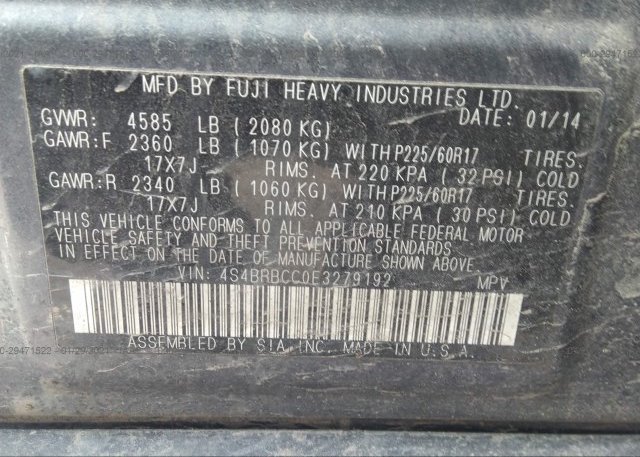 MFD BY FUJI HEAVY INDUSTRIES LTD.
GVWR: 4585 LB (2080 KG) DATE: 01/14
GAWR:F 2360 LB (1070 KG) WITH P225/60R17 TIRES.
17X7J RIMS. AT 220 KPA (32 PSI) COLD
GAWR:R 2340 LB (1060 KG) WITH P225/60R17 TIRES.
17X7J RIMS. AT 210 KPA (30 PSI) COLD
THIS VEHICLE CONFORMS TO ALL APPLICABLE FEDERAL MOTOR
VEHICLE SAFETY AND THEFT PREVENTION STANDARDS
IN EFFECT ON THE DATE OF MANUFACTURE SHOWN ABOVE.
VIN: 4S4BRBCC0E3279192 MPV
ASSEMBLED BY SIA, INC. MADE IN U.S.A.